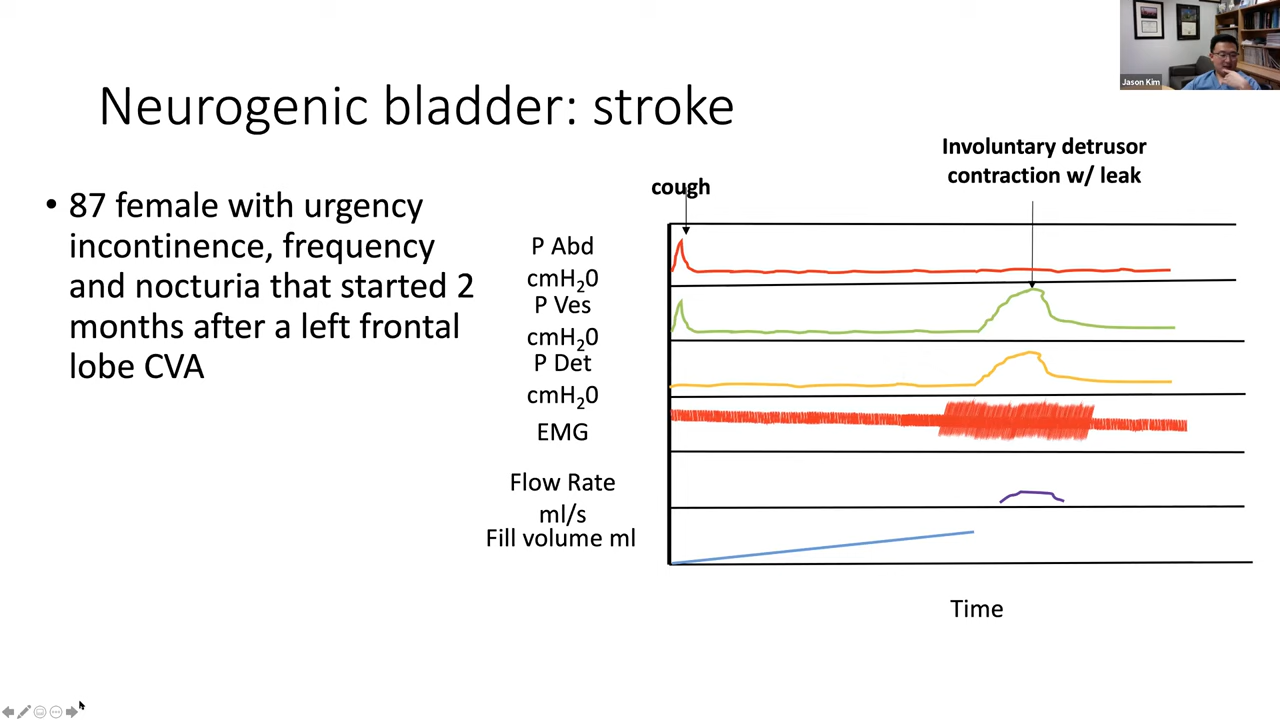 Jason Kim
Neurogenic bladder: stroke
• 87 female with urgency
incontinence, frequency
and nocturia that started 2
months after a left frontal
lobe CVA
Involuntary detrusor
contraction w/ leak
cough
P Abd
cmH₂0
P Ves
cmH₂0
P Det
cmH₂0
EMG
Flow Rate
ml/s
Fill volume ml
Time